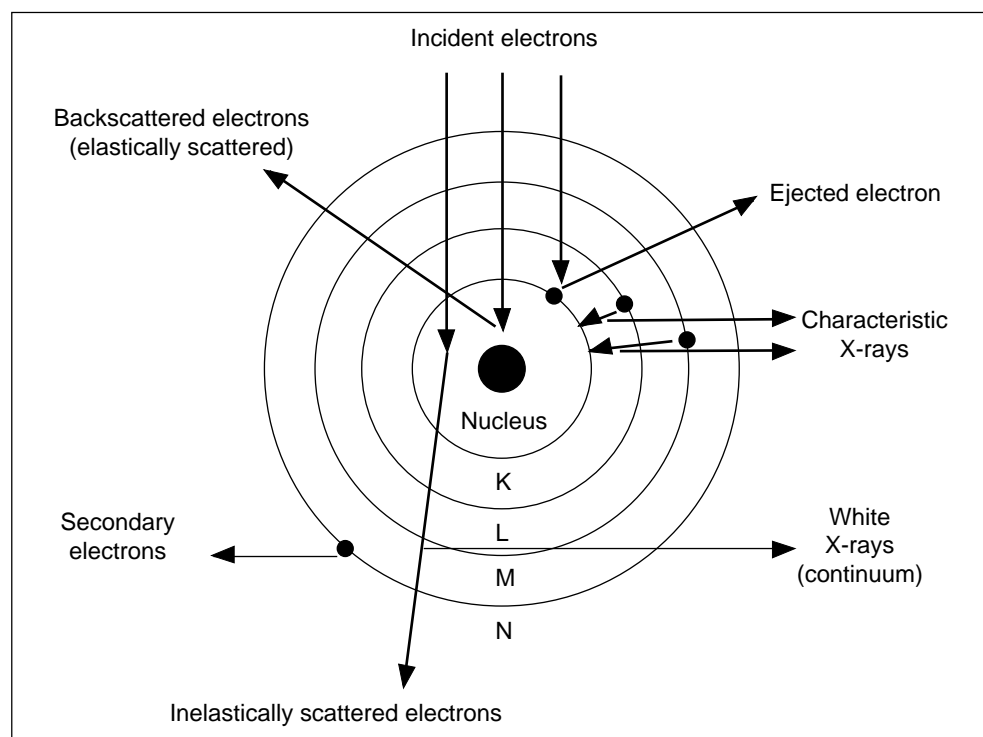 Incident electrons
Backscattered electrons
(elastically scattered)
Ejected electron
Characteristic
X-rays
Nucleus
K
L
M
N
Secondary
electrons
White
X-rays
(continuum)
Inelastically scattered electrons